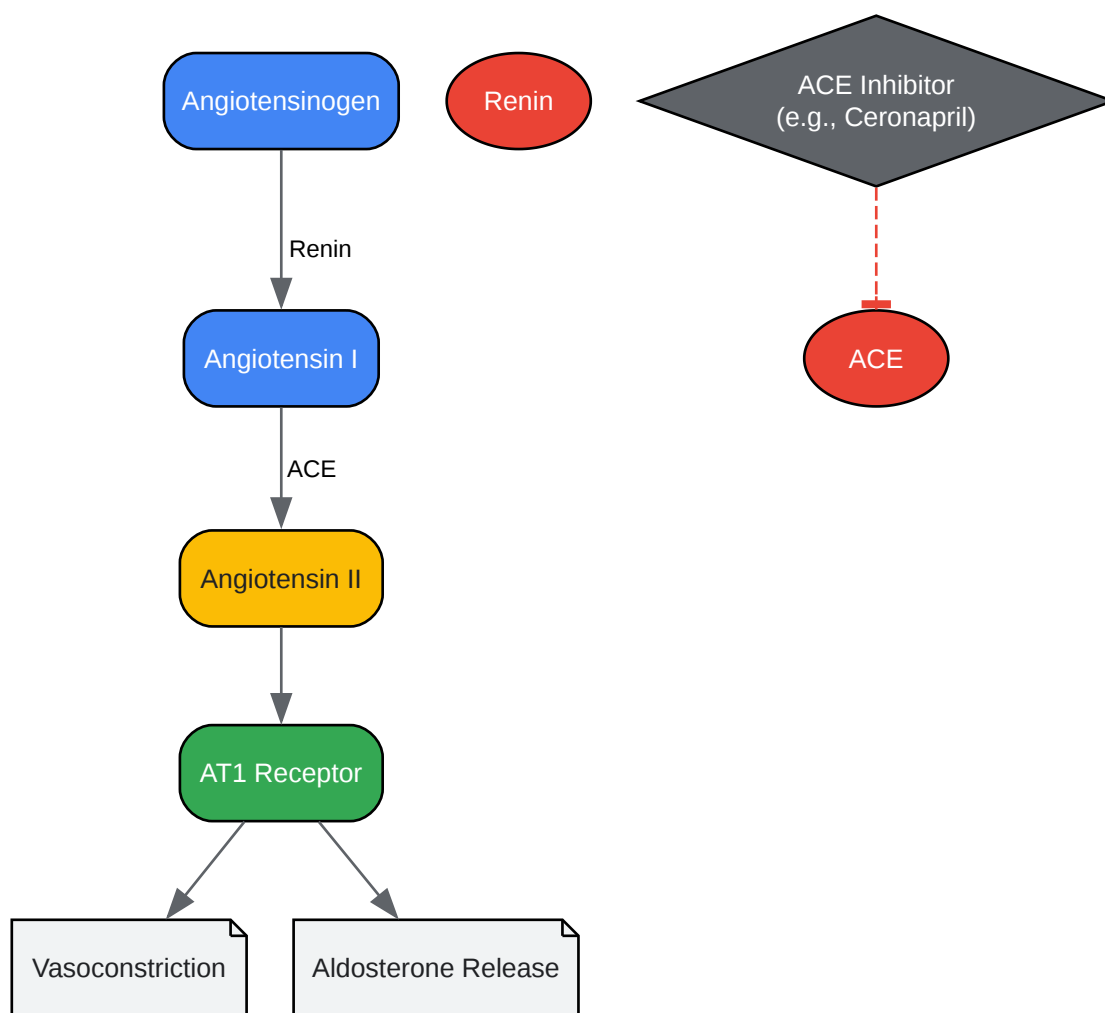 Angiotensinogen
Renin
ACE Inhibitor
(e.g., Ceronapril)
Renin
Angiotensin I
ACE
ACE
Angiotensin II
AT1 Receptor
Vasoconstriction
Aldosterone Release